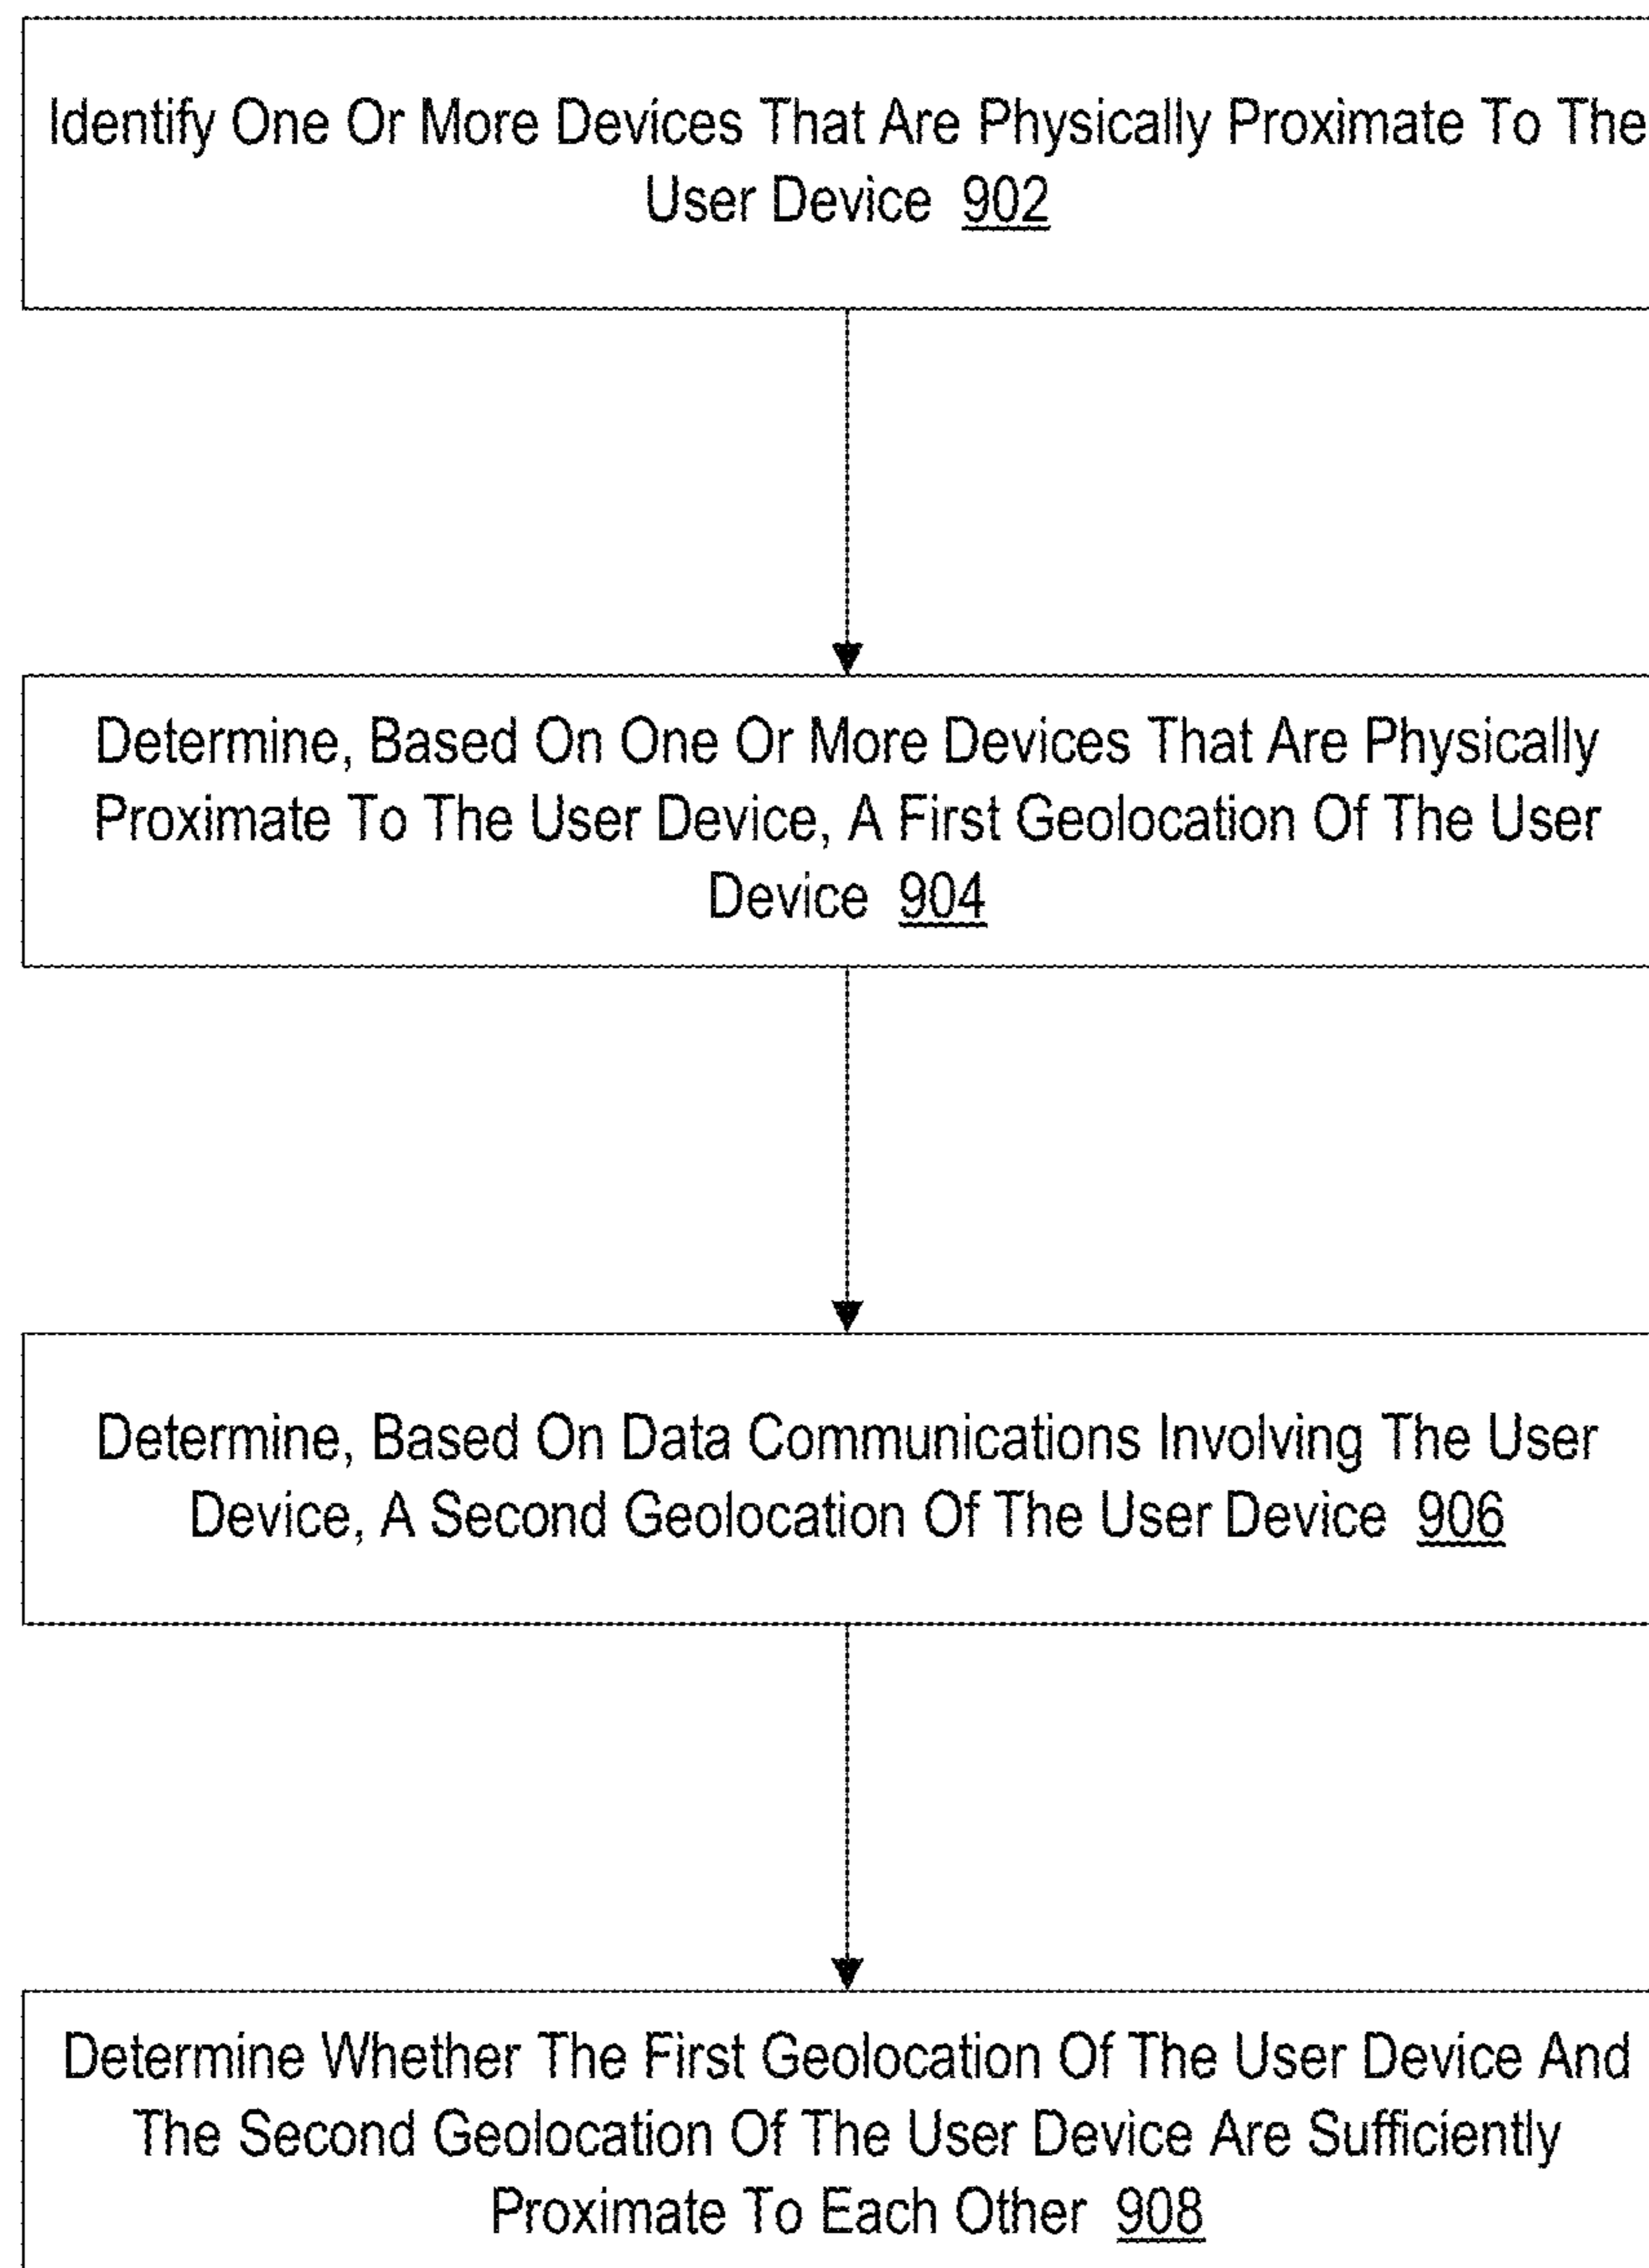 Identify One Or More Devices That Are Physically Proximate To The
User Device 902
Determine, Based On One Or More Devices That Are Physically
Proximate To The User Device, A First Geolocation Of The User
Device 904
Determine, Based On Data Communications Involving The User
Device, A Second Geolocation Of The User Device 906
Determine Whether The First Geolocation Of The User Device And
The Second Geolocation Of The User Device Are Sufficiently
Proximate To Each Other 908